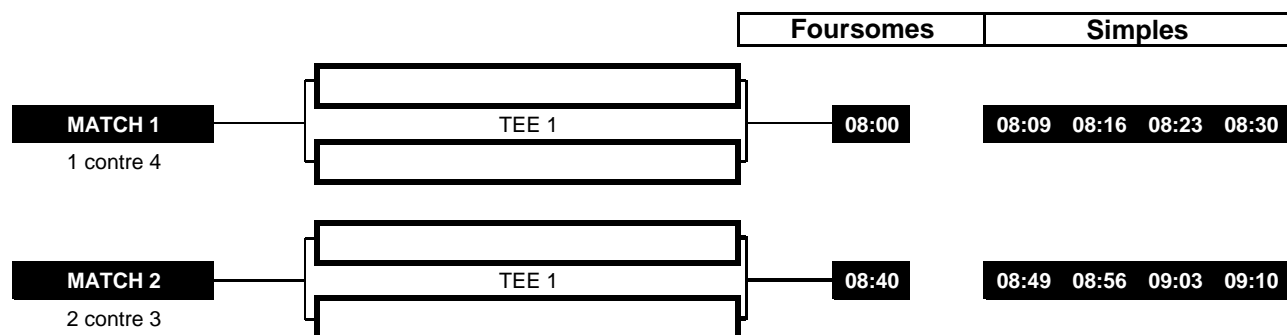 Foursomes Simples
MATCH 1 TEE 1 08:00 08:09 08:16 08:23 08:30
1 contre 4
MATCH 2 TEE 1 08:40 08:49 08:56 09:03 09:10
2 contre 3